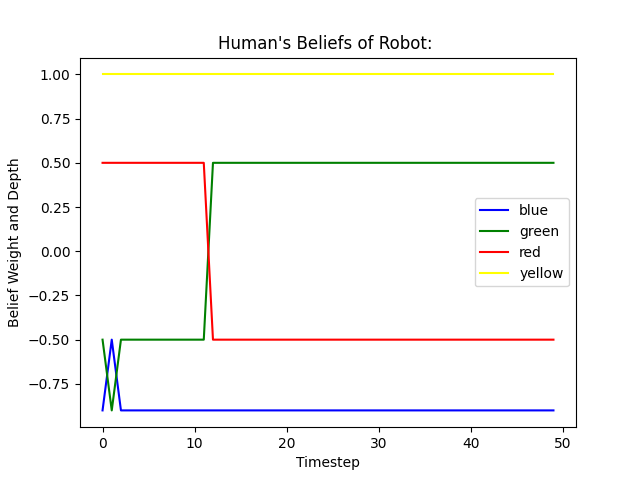 Human's Beliefs of Robot:
Belief Weight and Depth
1.00
0.75
0.50
0.25
0.00
−0.25
−0.50
−0.75
blue
green
red
yellow
0 10 20 30 40 50
Timestep